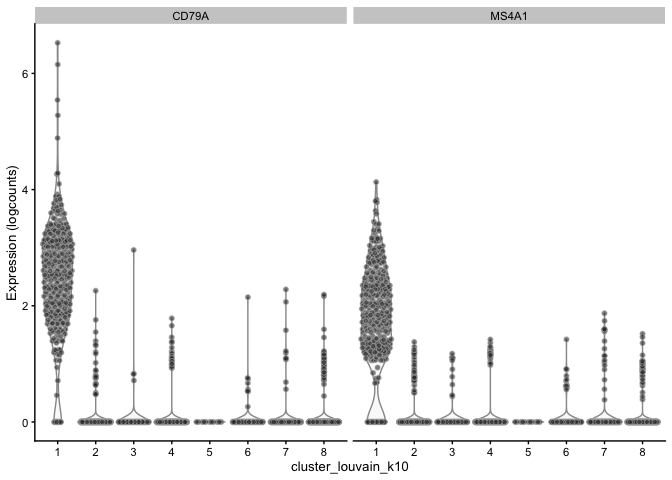 CD79A MS4A1
6
4
2
0
Expression (logcounts)
1 2 3 4 5 6 7 8 1 2 3 4 5 6 7 8
cluster_louvain_k10